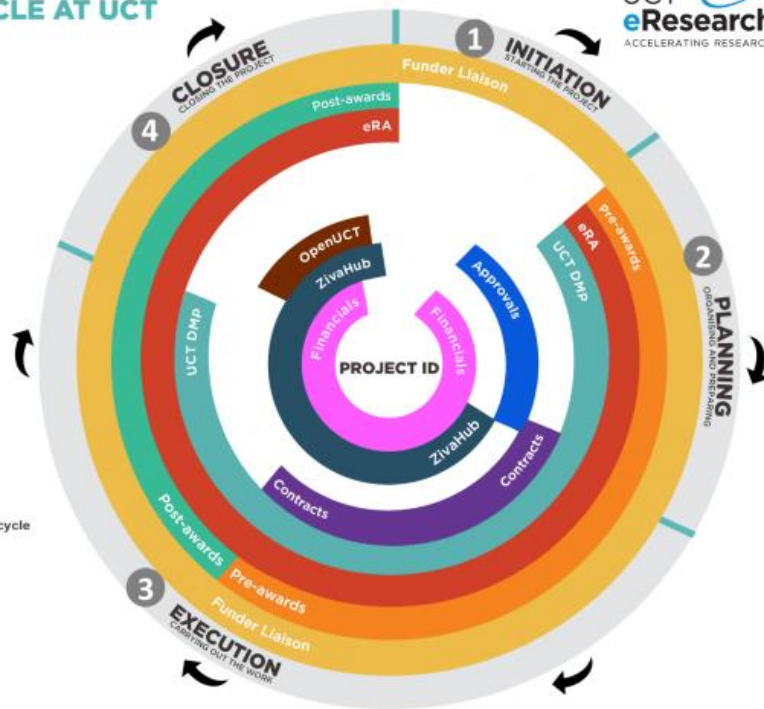 CLE AT UCT
eResearch
ACCELERATING RESEARC
1
INITIATION
STARTING THE PROJECT
2
PLANNING
ORGANISING AND PREPARING
3
EXECUTION
CARRYING OUT THE WORK
4
CLOSURE
CLOSING THE PROJECT
Funder Liaison
Post-awards
eRA
Pre-awards
eRA
UCT DMP
OpenUCT
ZivaHub
Financials
Approvals
Financials
PROJECT ID
UCT DMP
ZivaHub
Contracts
Contracts
Post-awards
Pre-awards
Funder Liaison
cycle